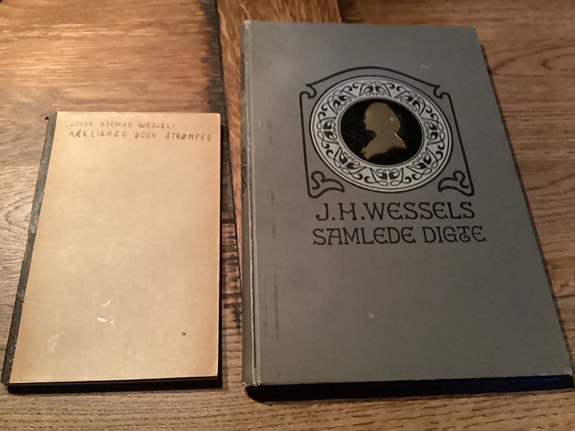 JOHAN HERMAN WESSEL:
KÆRLIGHED UDEN STRØMPER
J.H.WESSELS
SAMLEDE DIGTE